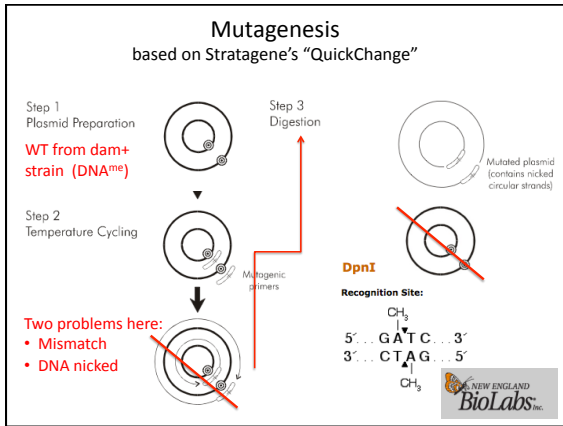 Mutagenesis
based on Stratagene's “QuickChange”
Step 1
Plasmid Preparation
WT from dam+
strain (DNAme)
Step 2
Temperature Cycling
Mutagenic
primers
Two problems here:
• Mismatch
• DNA nicked
Step 3
Digestion
Mutated plasmid
(contains nicked
circular strands)
DpnI
Recognition Site:
CH3
5´... G A T C... 3´
3´... C T A G... 5´
CH3
NEW ENGLAND
BioLabs Inc.